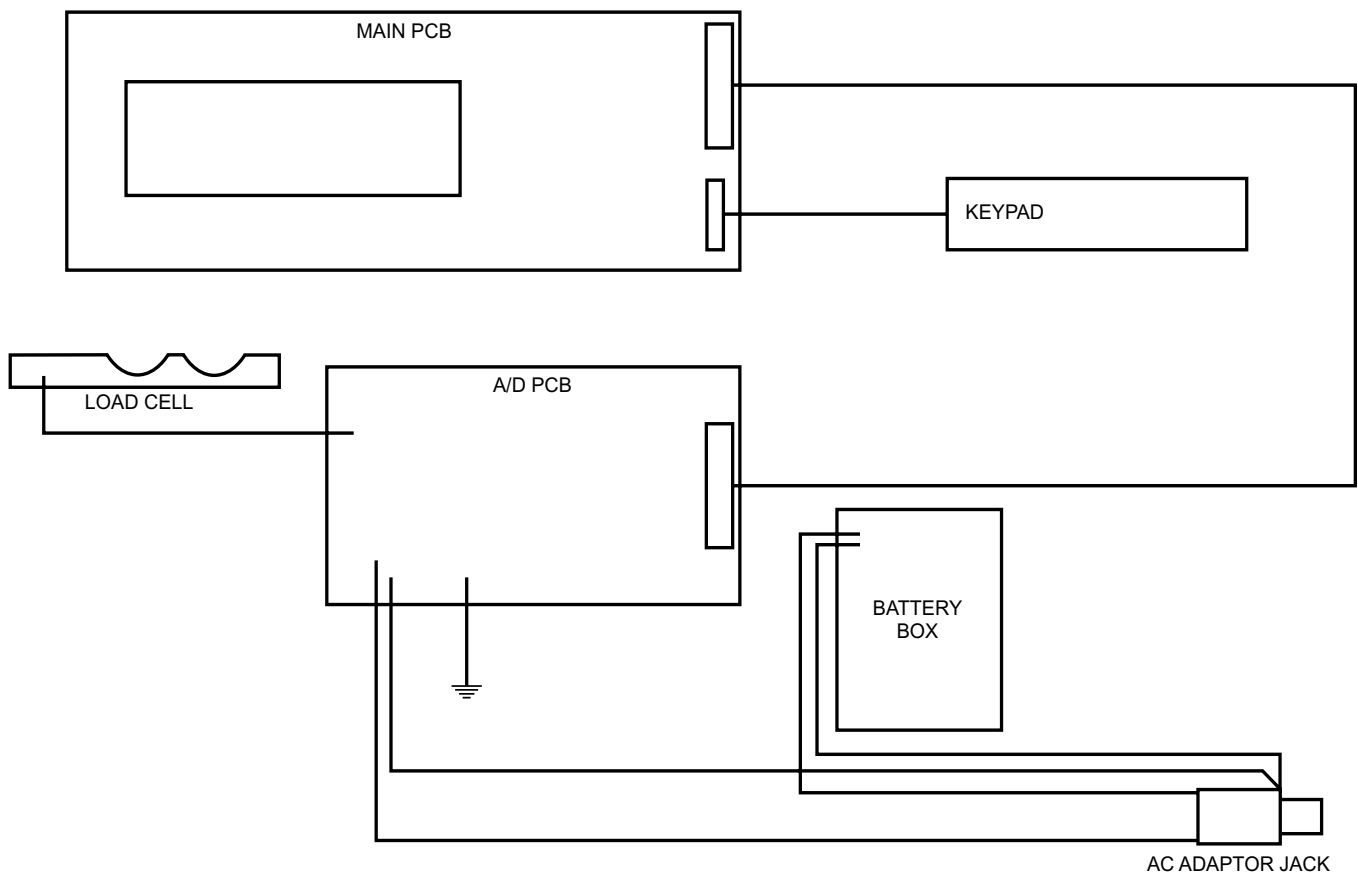 MAIN PCB
KEYPAD
LOAD CELL
A/D PCB
BATTERY
BOX
AC ADAPTOR JACK